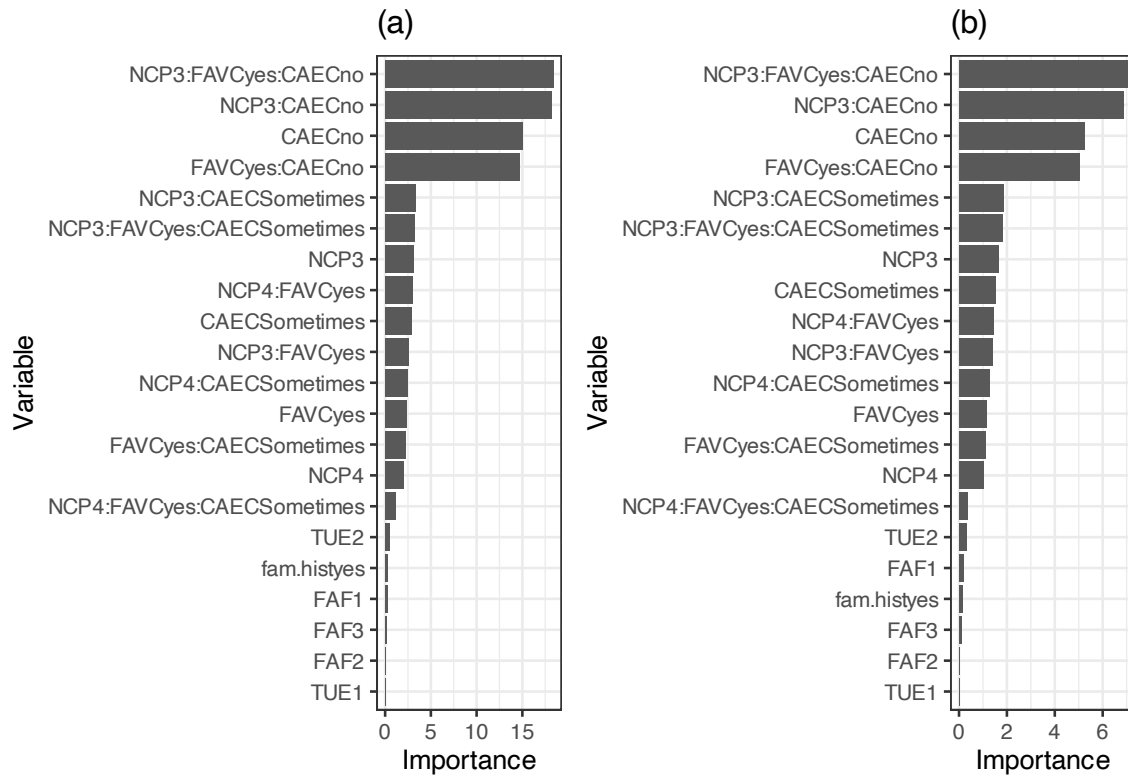 (a)
NCP3:FAVCyes:CAECno
NCP3:CAECno
CAECno
FAVCyes:CAECno
NCP3:CAECSometimes
NCP3:FAVCyes:CAECSometimes
NCP3
NCP4:FAVCyes
CAECSometimes
NCP3:FAVCyes
NCP4:CAECSometimes
FAVCyes
FAVCyes:CAECSometimes
NCP4
NCP4:FAVCyes:CAECSometimes
TUE2
fam.histyes
FAF1
FAF3
FAF2
TUE1
Variable
0 5 10 15
Importance
(b)
NCP3:FAVCyes:CAECno
NCP3:CAECno
CAECno
FAVCyes:CAECno
NCP3:CAECSometimes
NCP3:FAVCyes:CAECSometimes
NCP3
CAECSometimes
NCP4:FAVCyes
NCP3:FAVCyes
NCP4:CAECSometimes
FAVCyes
FAVCyes:CAECSometimes
NCP4
NCP4:FAVCyes:CAECSometimes
TUE2
FAF1
fam.histyes
FAF3
FAF2
TUE1
Variable
0 2 4 6
Importance